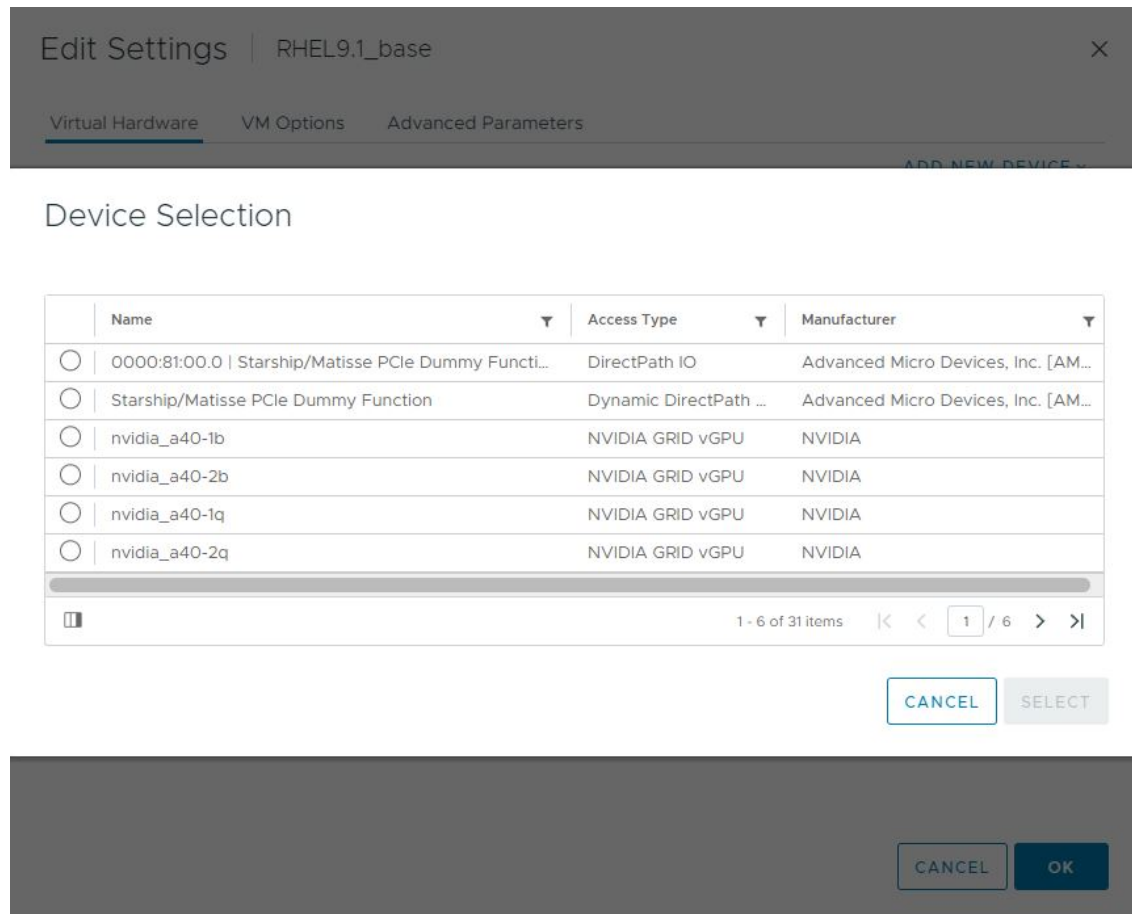 Edit Settings | RHEL9.1_base
Virtual Hardware VM Options Advanced Parameters
ADD NEW DEVICE
Device Selection
Name Access Type Manufacturer
0000:81:00.0 | Starship/Matisse PCIe Dummy Functi... DirectPath IO Advanced Micro Devices, Inc. [AM...
Starship/Matisse PCIe Dummy Function Dynamic DirectPath ... Advanced Micro Devices, Inc. [AM...
nvidia_a40-1b NVIDIA GRID vGPU NVIDIA
nvidia_a40-2b NVIDIA GRID vGPU NVIDIA
nvidia_a40-1q NVIDIA GRID vGPU NVIDIA
nvidia_a40-2q NVIDIA GRID vGPU NVIDIA
1 - 6 of 31 items 1 / 6
CANCEL SELECT
CANCEL OK